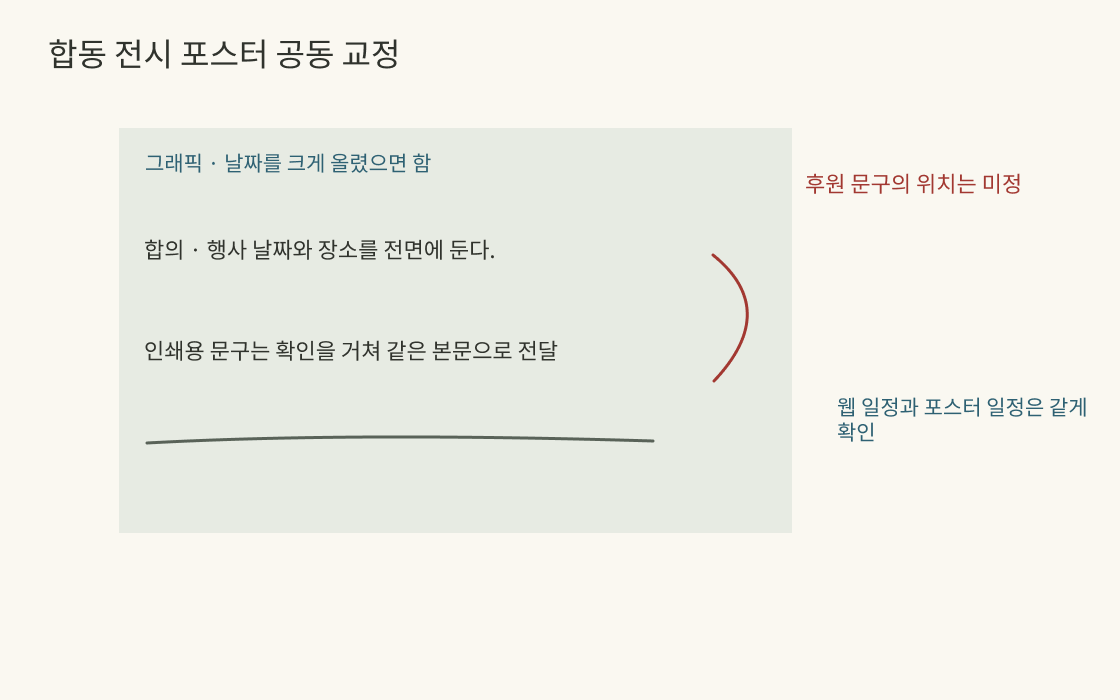 합동 전시 포스터 공동 교정
그래픽 · 날짜를 크게 올렸으면 함
후원 문구의 위치는 미정
합의 · 행사 날짜와 장소를 전면에 둔다.
인쇄용 문구는 확인을 거쳐 같은 본문으로 전달
웹 일정과 포스터 일정은 같게
확인